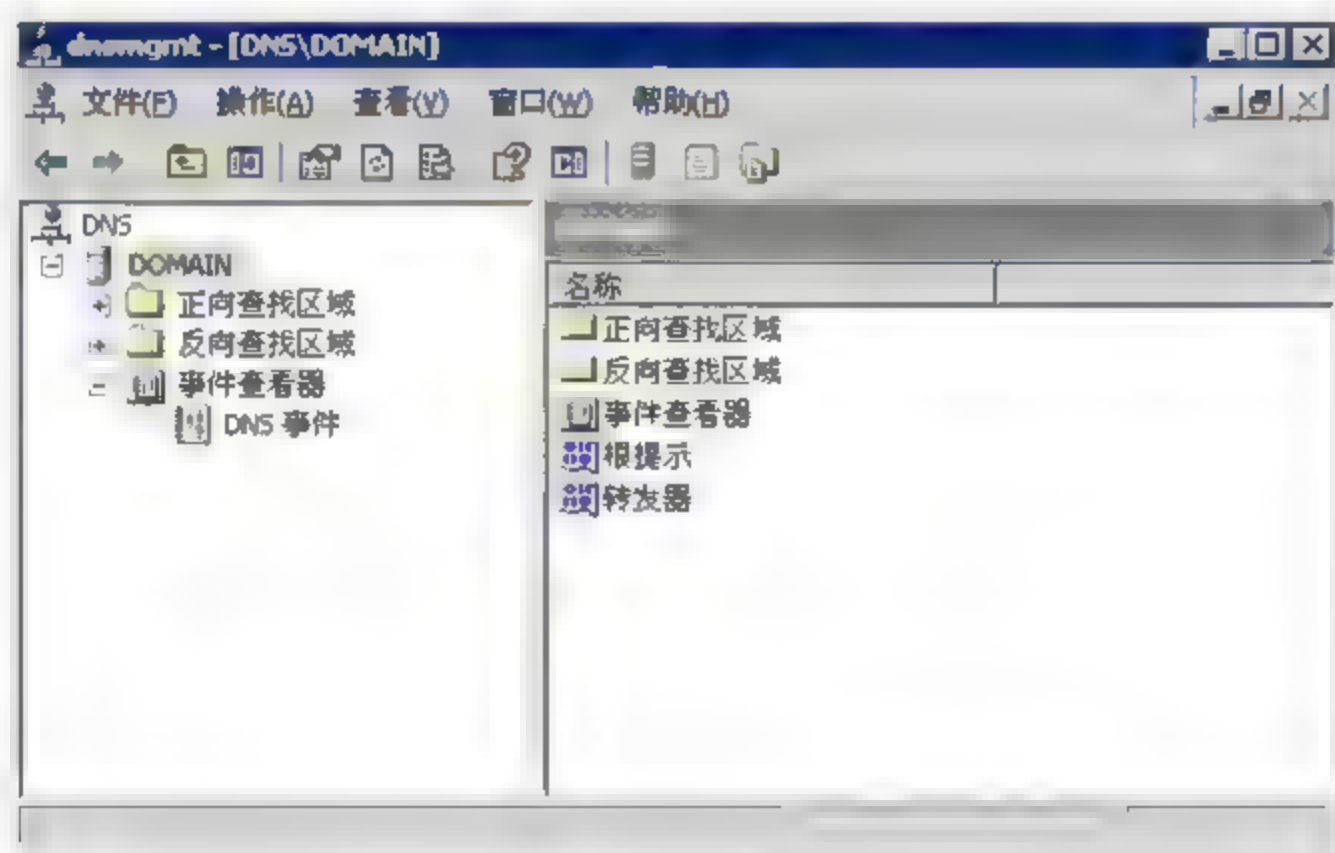 dnsmgmt - [DNS\DOMAIN]
文件(F) 操作(A) 查看(V) 窗口(W) 帮助(H)
DNS
DOMAIN
正向查找区域
反向查找区域
事件查看器
DNS 事件
名称
正向查找区域
反向查找区域
事件查看器
根提示
转发器